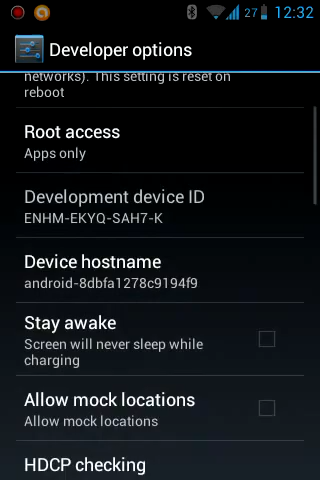 27 12:32
Developer options
networks). This setting is reset on
reboot
Root access
Apps only
Development device ID
ENHM-EKYQ-SAH7-K
Device hostname
android-8dbfa1278c9194f9
Stay awake
Screen will never sleep while
charging
Allow mock locations
Allow mock locations
HDCP checking